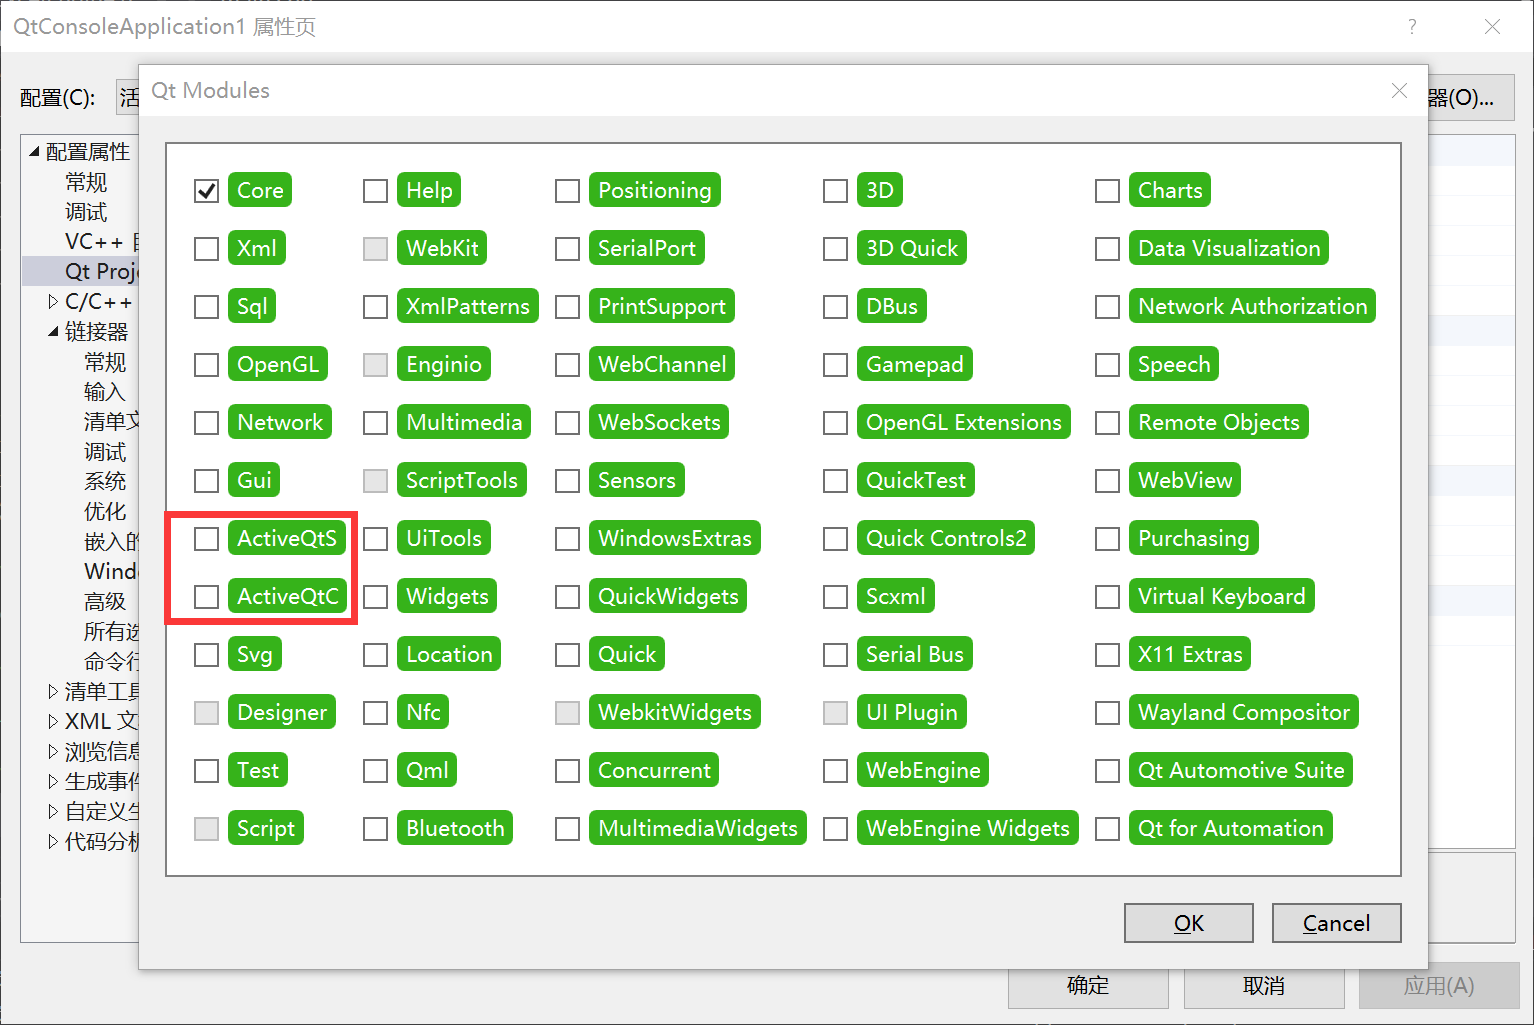 QtConsoleApplication1 属性页
配置(C):
活
器(O)...
配置属性
常规
调试
VC++
Qt Proj
C/C++
链接器
常规
输入
清单文
调试
系统
优化
嵌入的
Wind
高级
所有选
命令行
清单工具
XML 文
浏览信息
生成事件
自定义生
代码分析
Qt Modules
Core Help Positioning 3D Charts
Xml WebKit SerialPort 3D Quick Data Visualization
Sql XmlPatterns PrintSupport DBus Network Authorization
OpenGL Enginio WebChannel Gamepad Speech
Network Multimedia WebSockets OpenGL Extensions Remote Objects
Gui ScriptTools Sensors QuickTest WebView
ActiveQtS UiTools WindowsExtras Quick Controls2 Purchasing
ActiveQtC Widgets QuickWidgets Scxml Virtual Keyboard
Svg Location Quick Serial Bus X11 Extras
Designer Nfc WebkitWidgets UI Plugin Wayland Compositor
Test Qml Concurrent WebEngine Qt Automotive Suite
Script Bluetooth MultimediaWidgets WebEngine Widgets Qt for Automation
OK Cancel
确定 取消 应用(A)